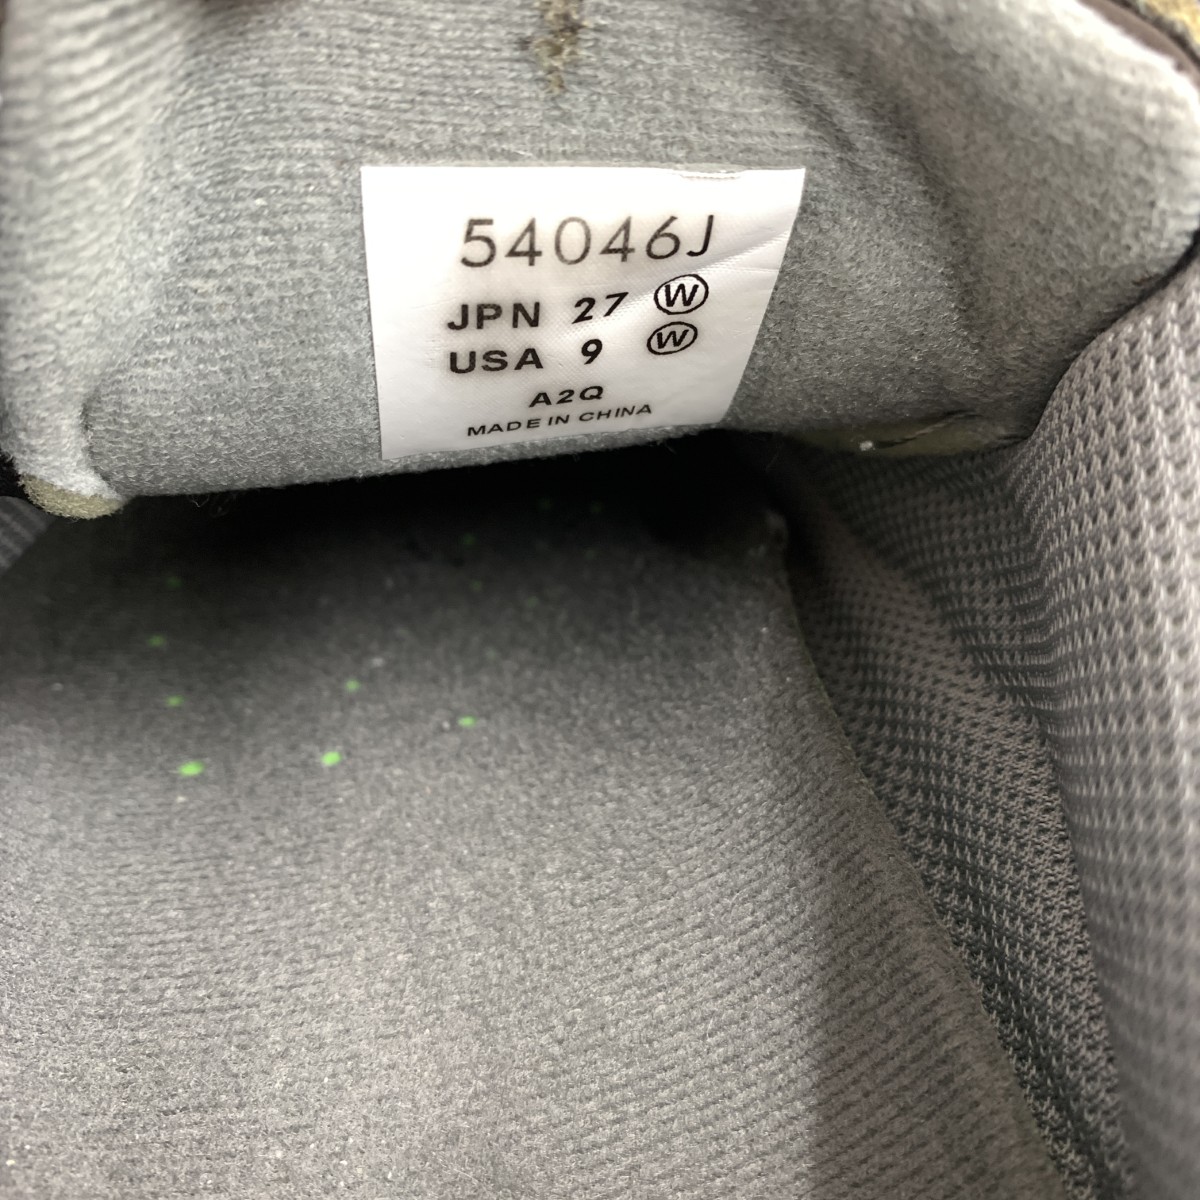 54046J
JPN 27 Ⓦ
USA 9 Ⓦ
A2Q
MADE IN CHINA